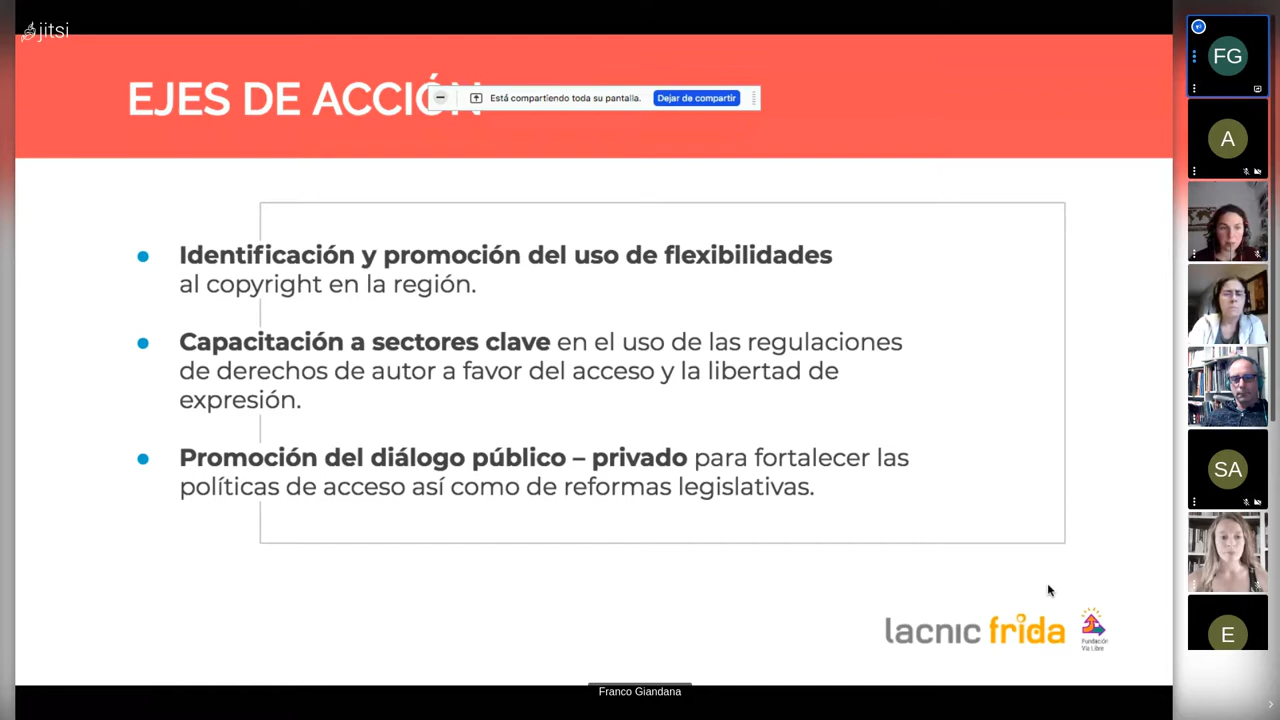 jitsi
EJES DE ACCIÓN
Está compartiendo toda su pantalla. Dejar de compartir
Identificación y promoción del uso de flexibilidades
al copyright en la región.
Capacitación a sectores clave en el uso de las regulaciones
de derechos de autor a favor del acceso y la libertad de
expresión.
Promoción del diálogo público – privado para fortalecer las
políticas de acceso así como de reformas legislativas.
lacnic frida
Fundación
Vía Libre
Franco Giandana
FG
A
SA
E